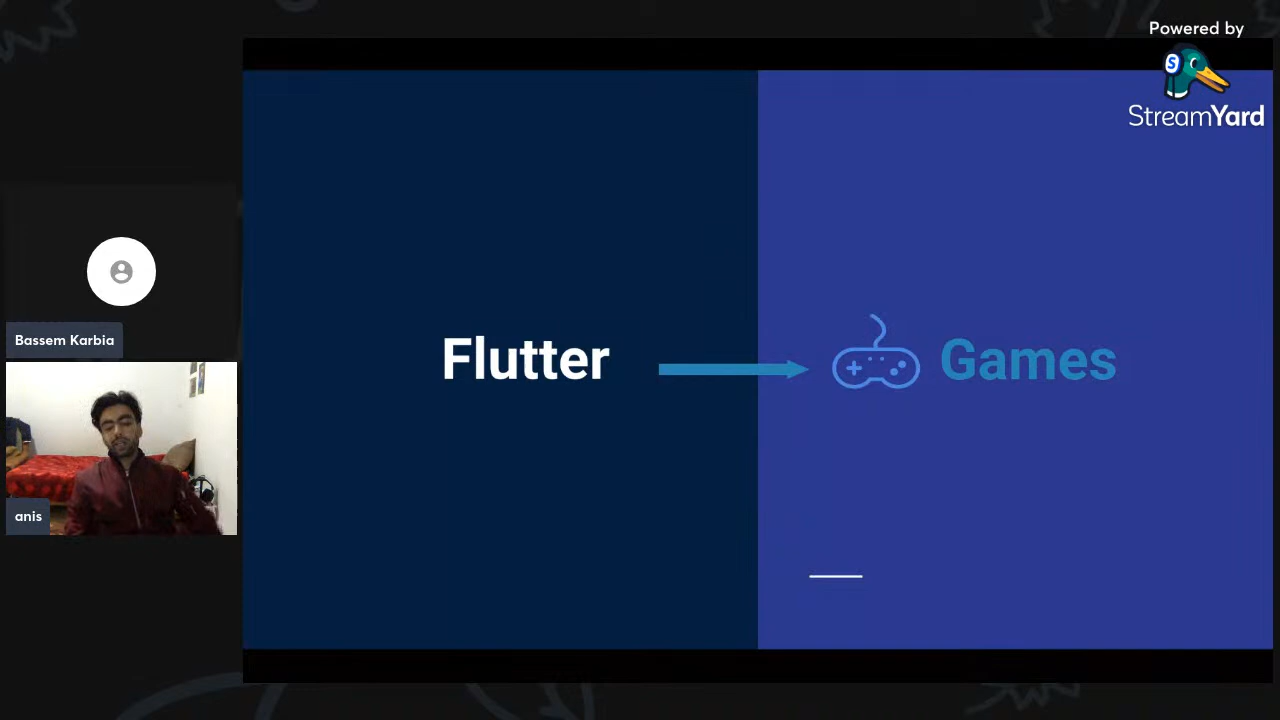 Powered by
S
StreamYard
Flutter
Games
Bassem Karbia
anis